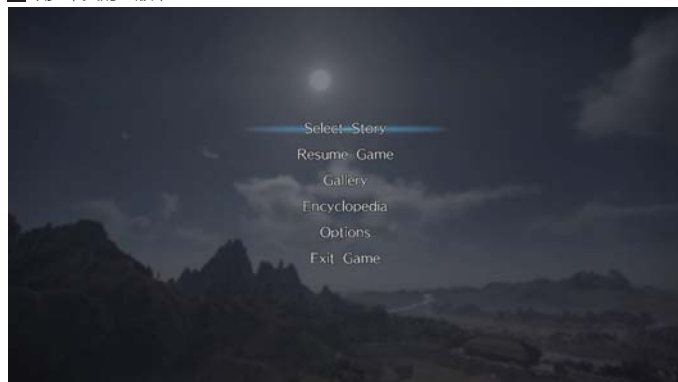 Select Story
Resume Game
Gallery
Encyclopedia
Options
Exit Game